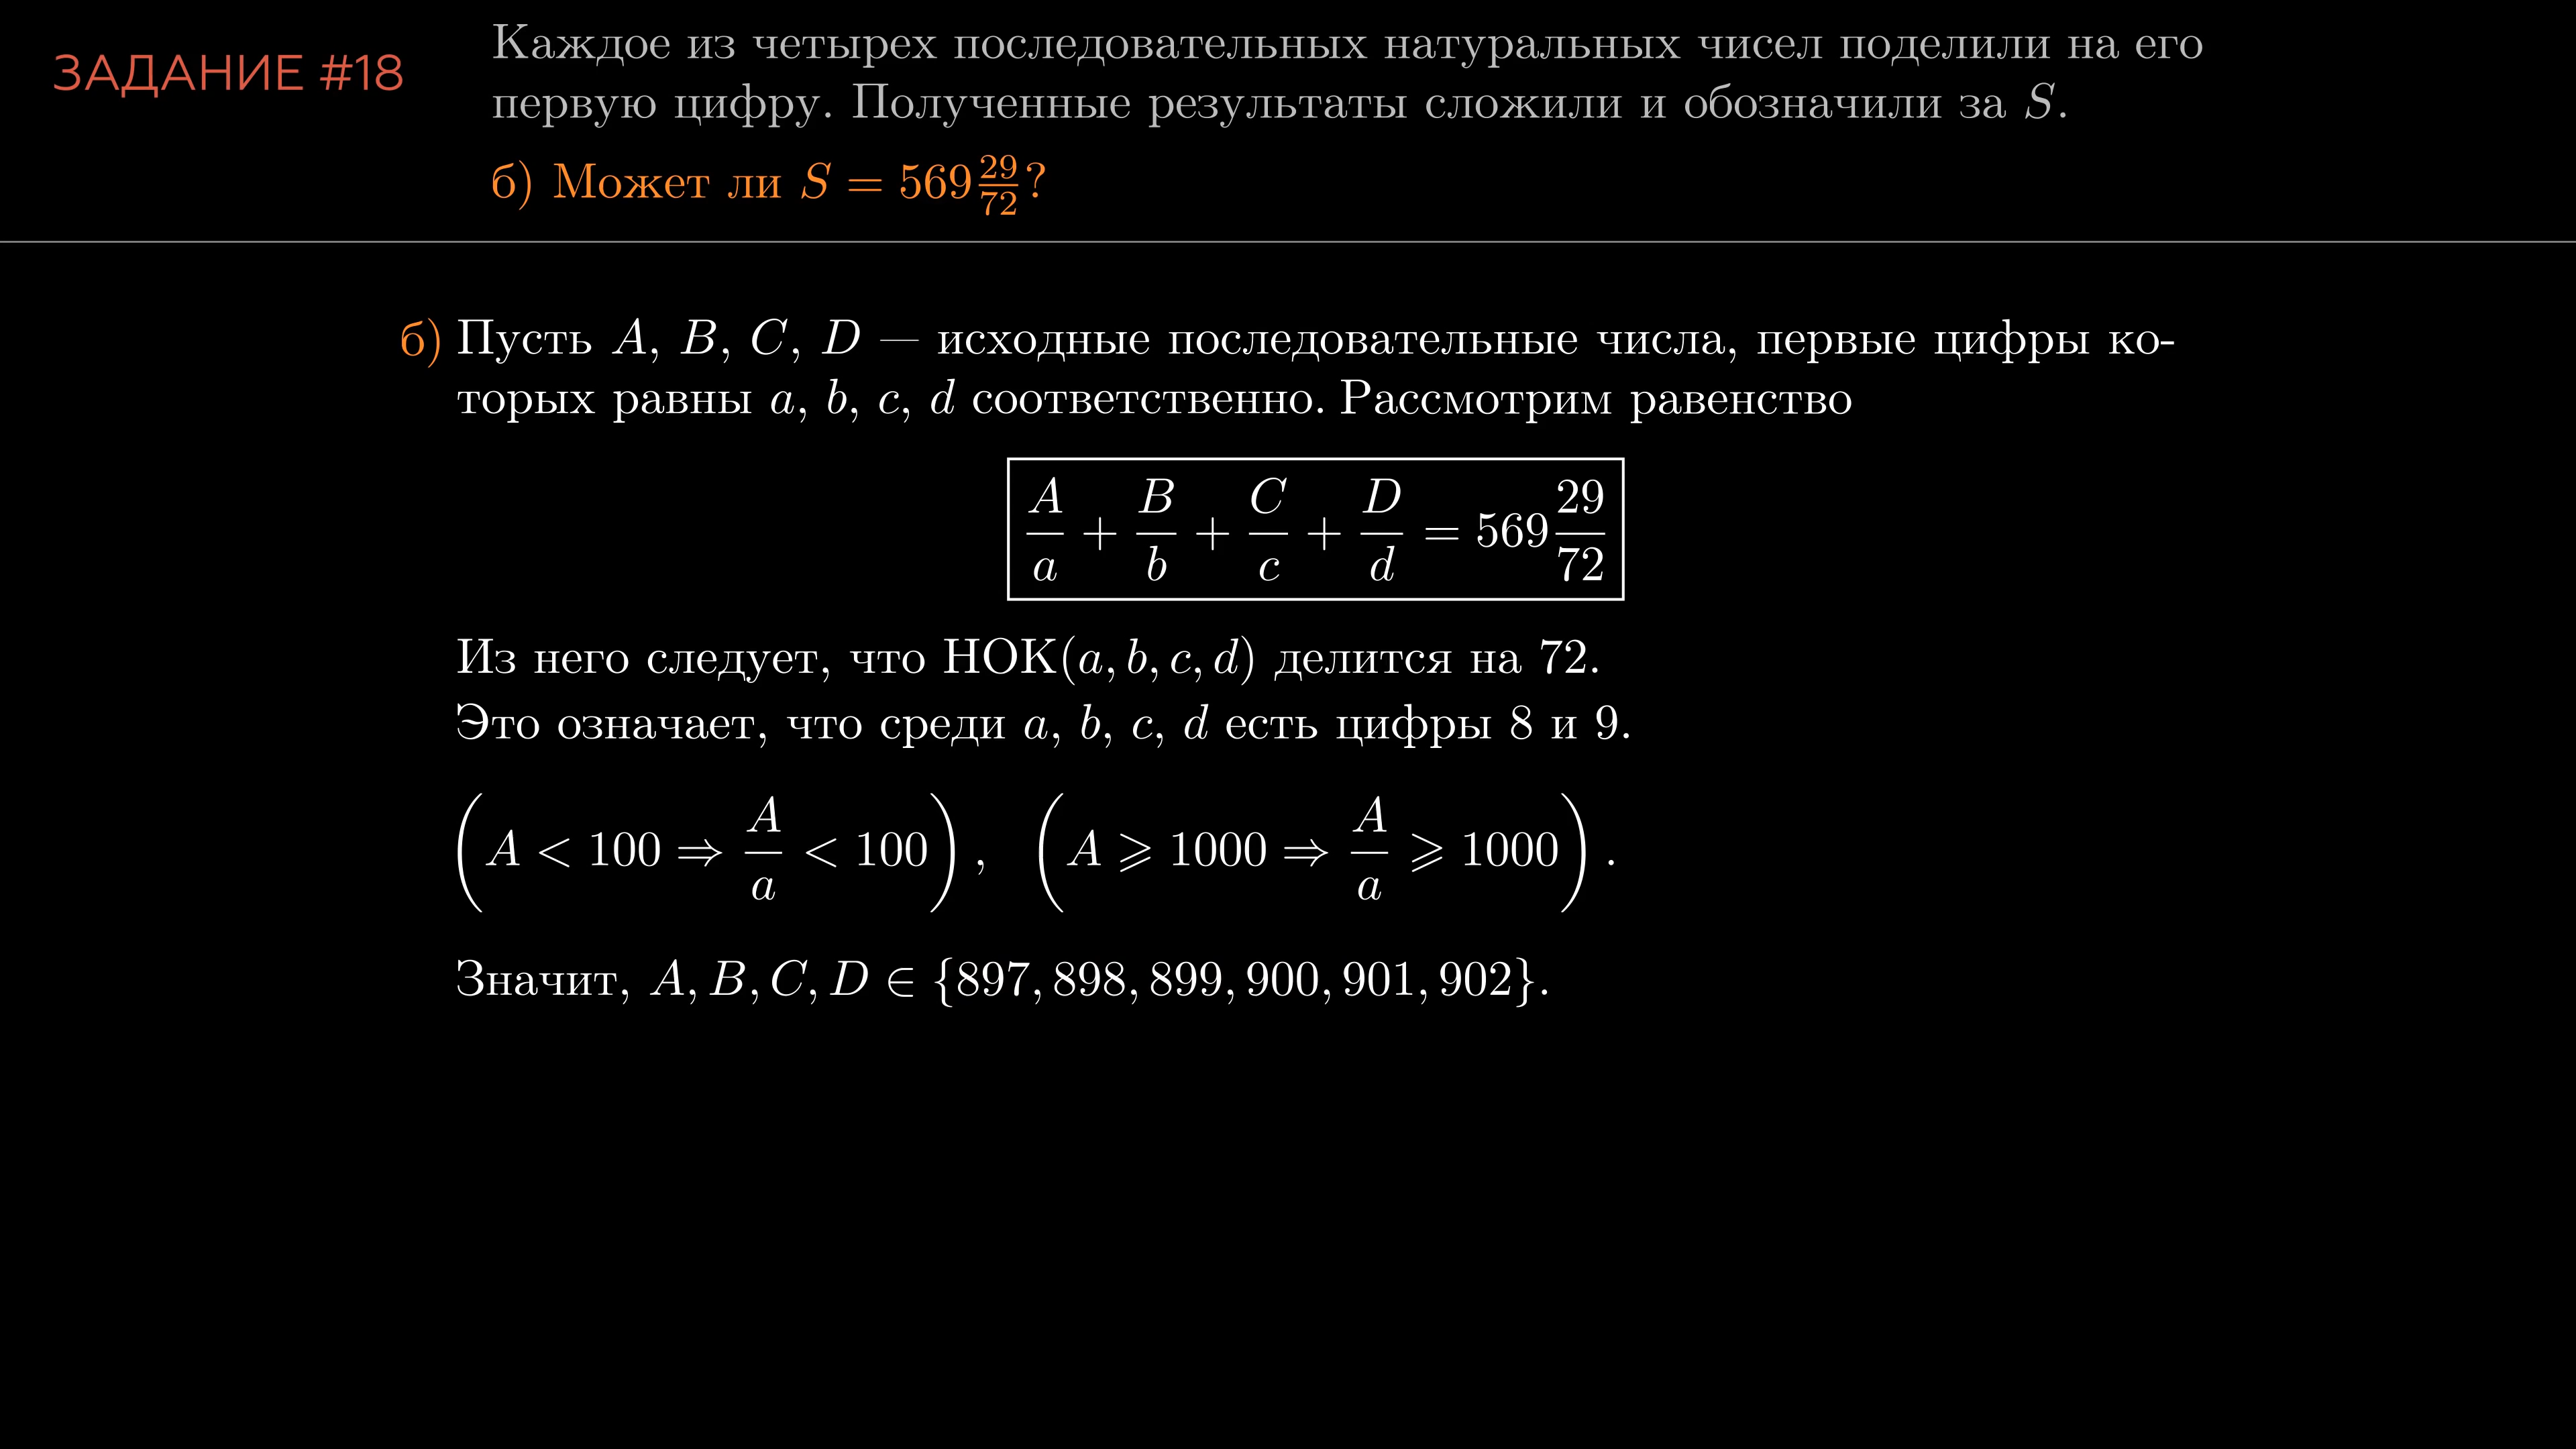 ЗАДАНИЕ #18
Каждое из четырех последовательных натуральных чисел поделили на его
первую цифру. Полученные результаты сложили и обозначили за S.
б) Может ли S = 569 29/72?
б) Пусть A, B, C, D — исходные последовательные числа, первые цифры ко-
торых равны a, b, c, d соответственно. Рассмотрим равенство
A/a + B/b + C/c + D/d = 569 29/72
Из него следует, что НОК(a, b, c, d) делится на 72.
Это означает, что среди a, b, c, d есть цифры 8 и 9.
(A < 100 ⇒ A/a < 100), (A ⩾ 1000 ⇒ A/a ⩾ 1000).
Значит, A, B, C, D ∈ {897, 898, 899, 900, 901, 902}.